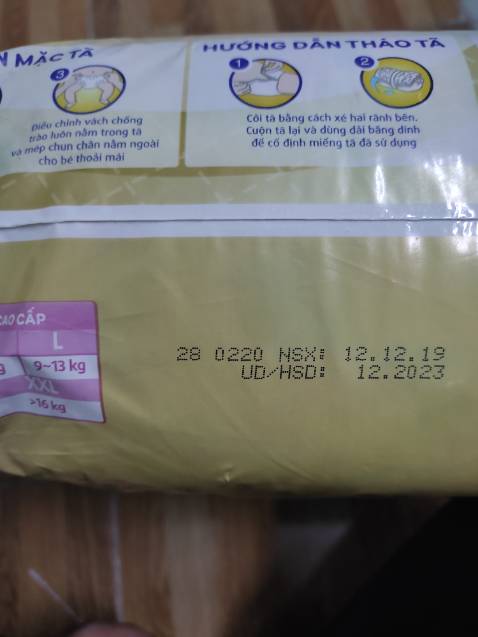 MẶC TÃ
3
Điều chỉnh vách chống
trào luôn nằm trong tã
và mép chun chân nằm ngoài
cho bé thoải mái
HƯỚNG DẪN THÁO TÃ
1
2
Cởi tã bằng cách xé hai rãnh bên.
Cuộn tã lại và dùng dải băng dính
để cố định miếng tã đã sử dụng
CAO CẤP
L
9~13 kg
XXL
>16 kg
28 0220 NSX: 12.12.19
UD/HSD: 12.2023